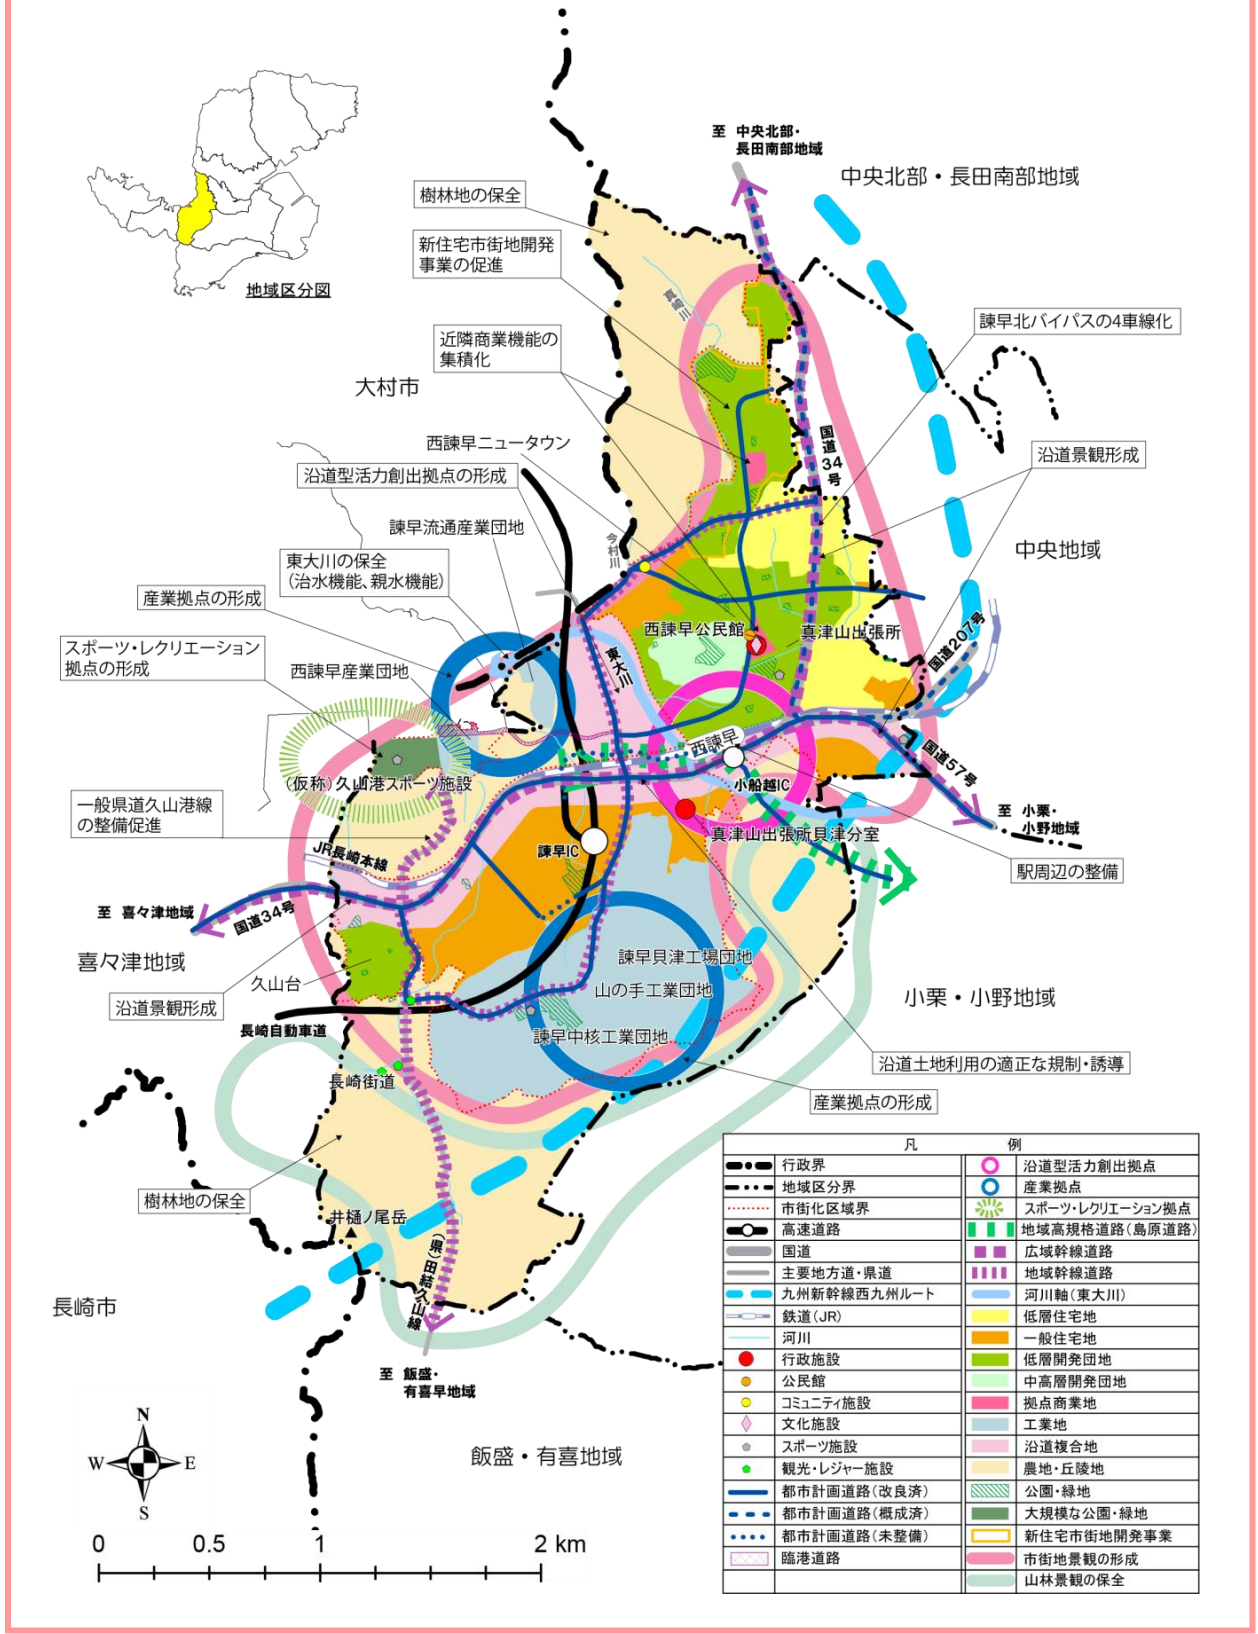 至 中央北部・
長田南部地域
中央北部・長田南部地域
樹林地の保全
新住宅市街地開発
事業の促進
地域区分図
真崎川
諫早北バイパスの4車線化
近隣商業機能の
集積化
大村市
西諫早ニュータウン
国道34号
沿道景観形成
沿道型活力創出拠点の形成
諫早流通産業団地
今村川
中央地域
東大川の保全
(治水機能、親水機能)
産業拠点の形成
西諫早公民館
真津山出張所
国道207号
スポーツ・レクリエーション
拠点の形成
西諫早産業団地
東大川
西諫早
国道57号
(仮称)久山港スポーツ施設
小船越IC
一般県道久山港線
の整備促進
至 小栗・
小野地域
真津山出張所貝津分室
JR長崎本線
諫早IC
駅周辺の整備
至 喜々津地域
国道34号
喜々津地域
諫早貝津工場団地
久山台
山の手工業団地
小栗・小野地域
沿道景観形成
長崎自動車道
諫早中核工業団地
沿道土地利用の適正な規制・誘導
長崎街道
産業拠点の形成
樹林地の保全
井樋ノ尾岳
(県)田結久山線
長崎市
至 飯盛・
有喜早地域
飯盛・有喜地域
N
W
E
S
0 0.5 1 2 km
凡 例
行政界 沿道型活力創出拠点
地域区分界 産業拠点
市街化区域界 スポーツ・レクリエーション拠点
高速道路 地域高規格道路(島原道路)
国道 広域幹線道路
主要地方道・県道 地域幹線道路
九州新幹線西九州ルート 河川軸(東大川)
鉄道(JR) 低層住宅地
河川 一般住宅地
行政施設 低層開発団地
公民館 中高層開発団地
コミュニティ施設 拠点商業地
文化施設 工業地
スポーツ施設 沿道複合地
観光・レジャー施設 農地・丘陵地
都市計画道路(改良済) 公園・緑地
都市計画道路(概成済) 大規模な公園・緑地
都市計画道路(未整備) 新住宅市街地開発事業
臨港道路 市街地景観の形成
山林景観の保全